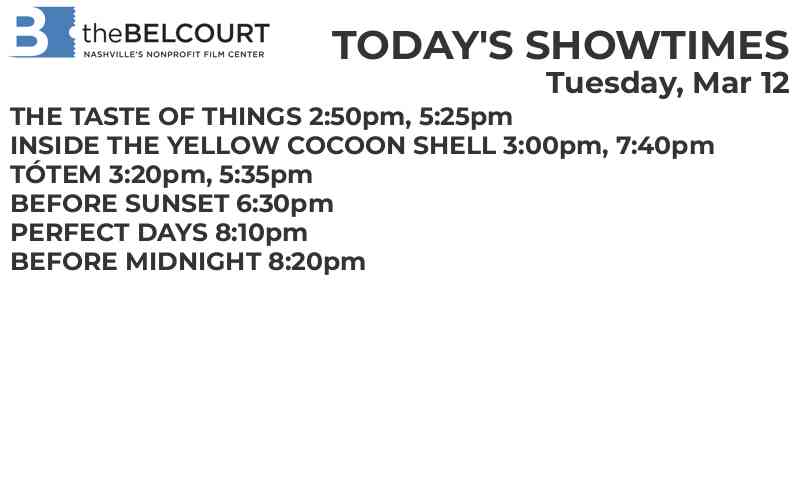 B theBELCOURT
NASHVILLE'S NONPROFIT FILM CENTER
TODAY'S SHOWTIMES
Tuesday, Mar 12
THE TASTE OF THINGS 2:50pm, 5:25pm
INSIDE THE YELLOW COCOON SHELL 3:00pm, 7:40pm
TÓTEM 3:20pm, 5:35pm
BEFORE SUNSET 6:30pm
PERFECT DAYS 8:10pm
BEFORE MIDNIGHT 8:20pm